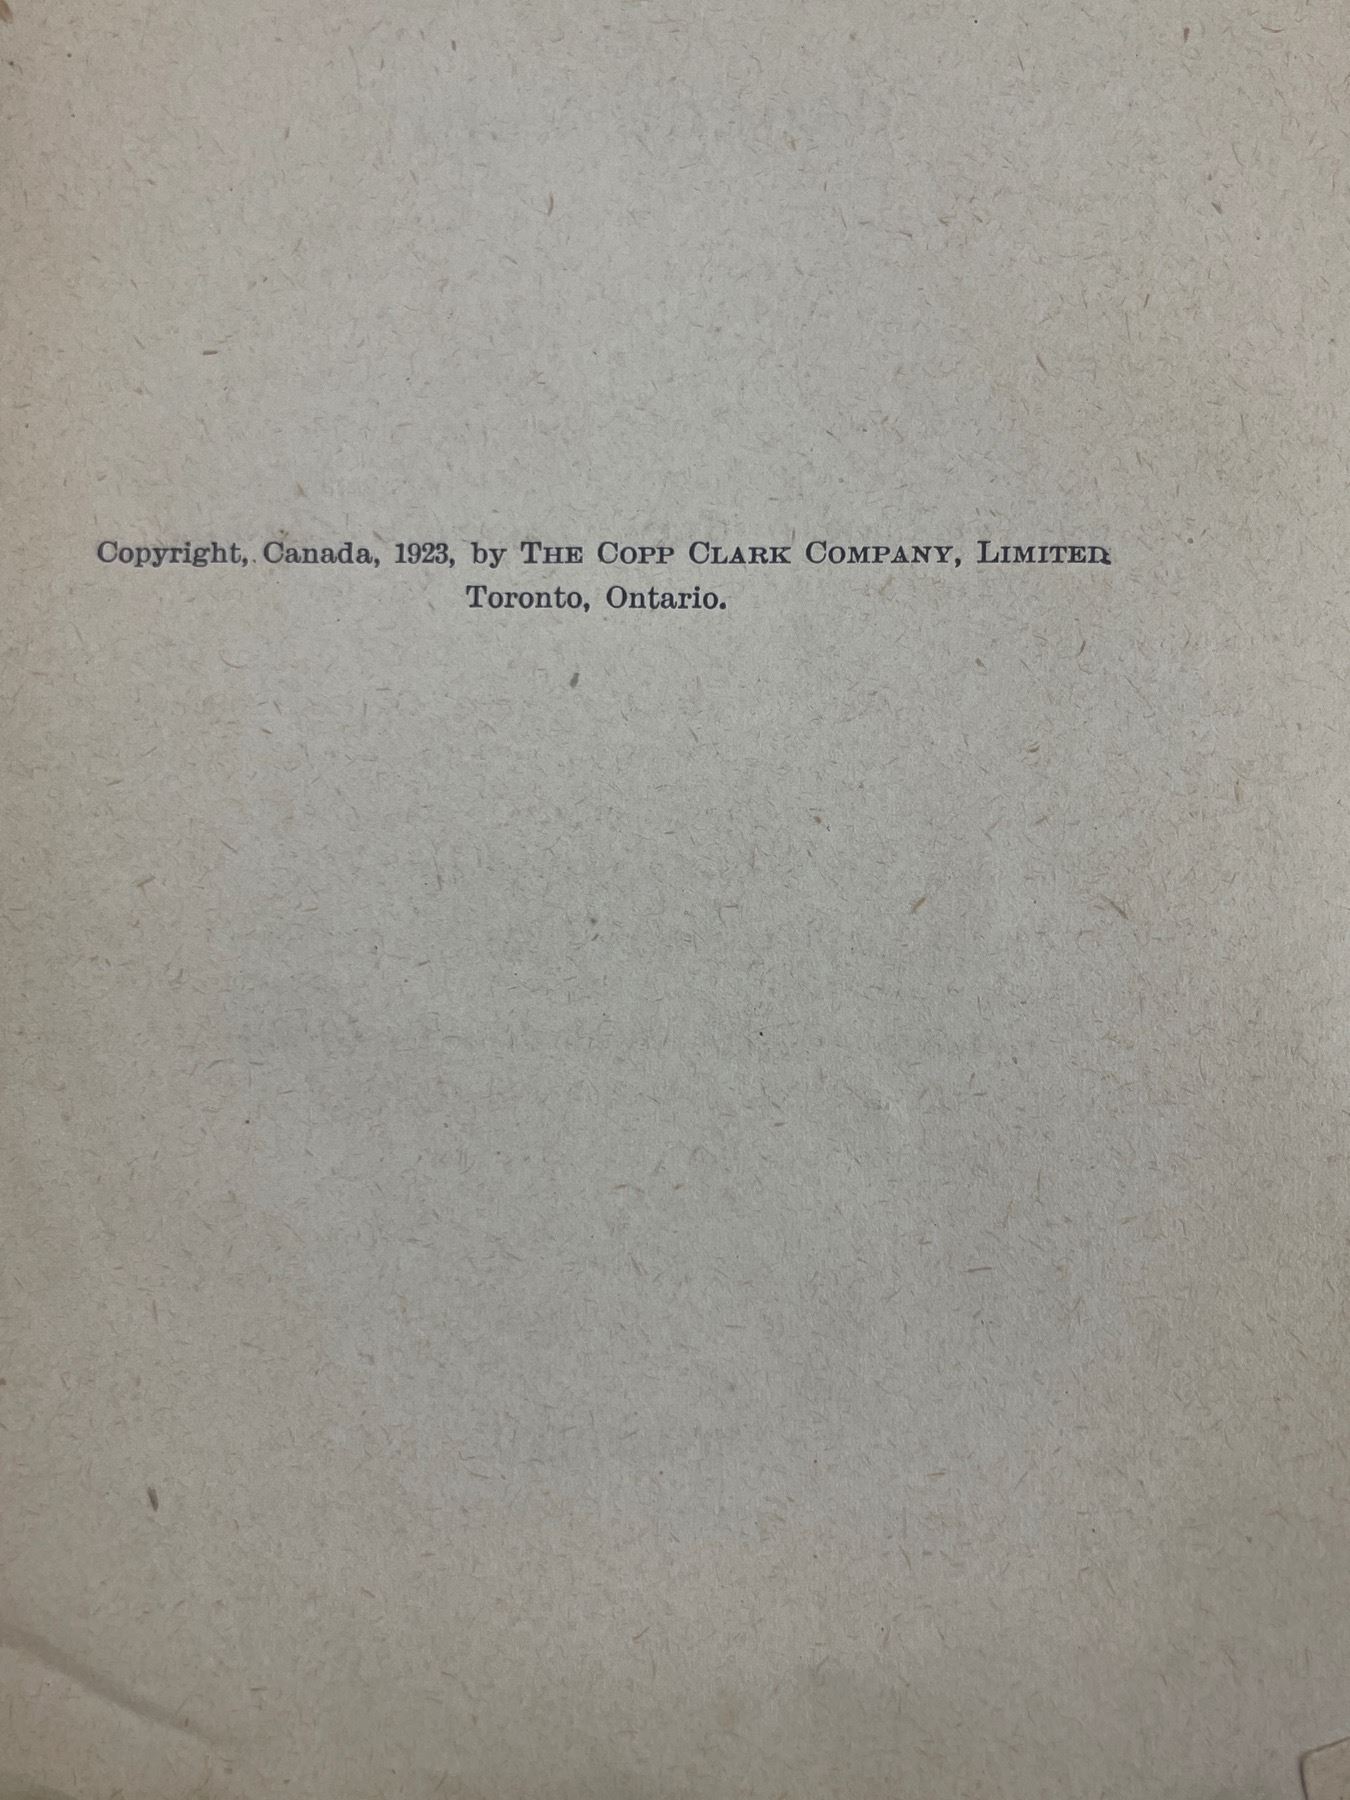 Copyright, Canada, 1923, by THE COPP CLARK COMPANY, LIMITED
Toronto, Ontario.